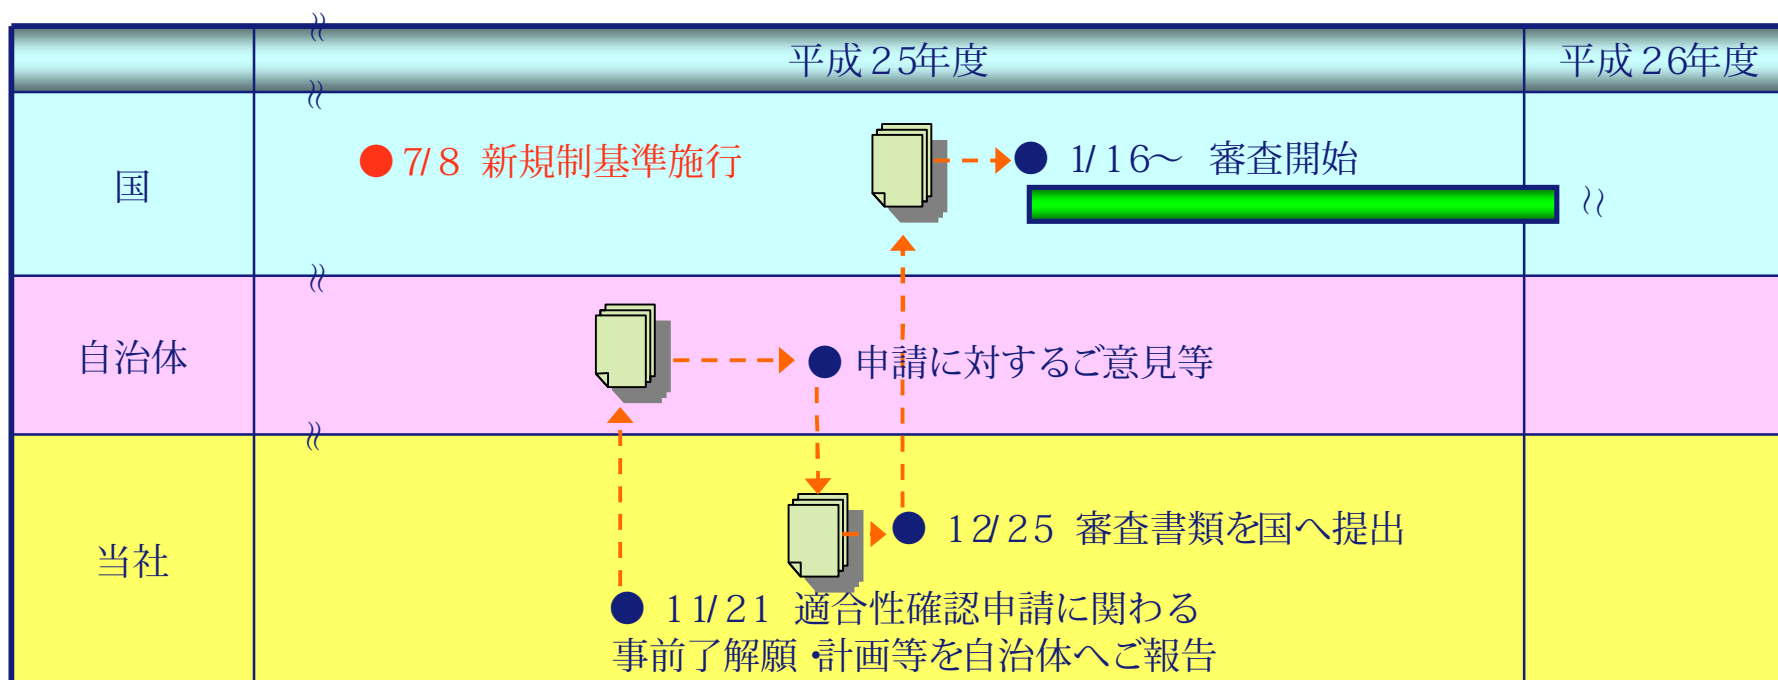 平成25年度
平成26年度
国
7/8 新規制基準施行
1/16～ 審査開始
自治体
申請に対するご意見等
当社
12/25 審査書類を国へ提出
11/21 適合性確認申請に関わる
事前了解願・計画等を自治体へご報告